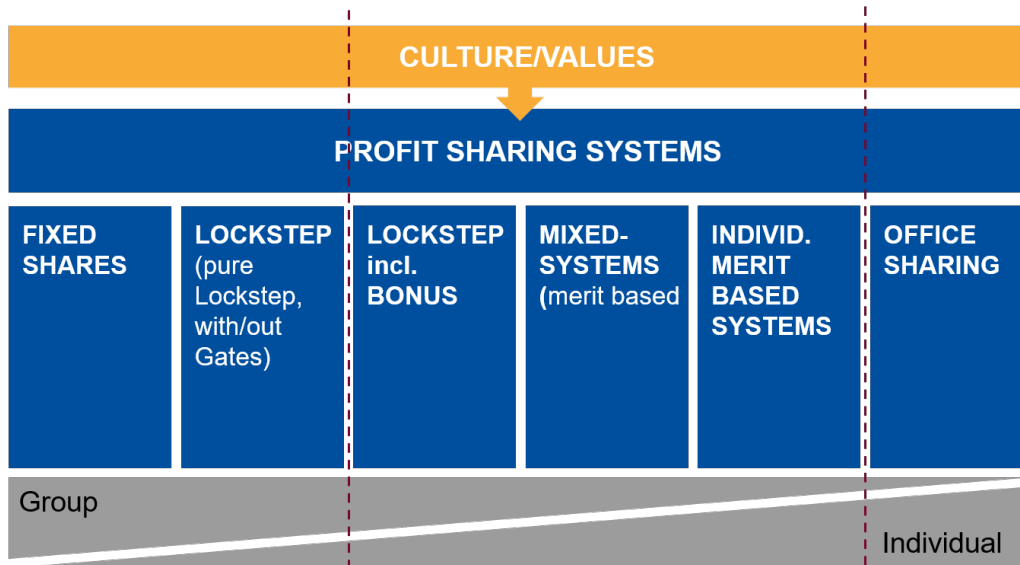 CULTURE/VALUES
PROFIT SHARING SYSTEMS
FIXED
SHARES
LOCKSTEP
(pure
Lockstep,
with/out
Gates)
LOCKSTEP
incl.
BONUS
MIXED-
SYSTEMS
(merit based
INDIVID.
MERIT
BASED
SYSTEMS
OFFICE
SHARING
Group
Individual